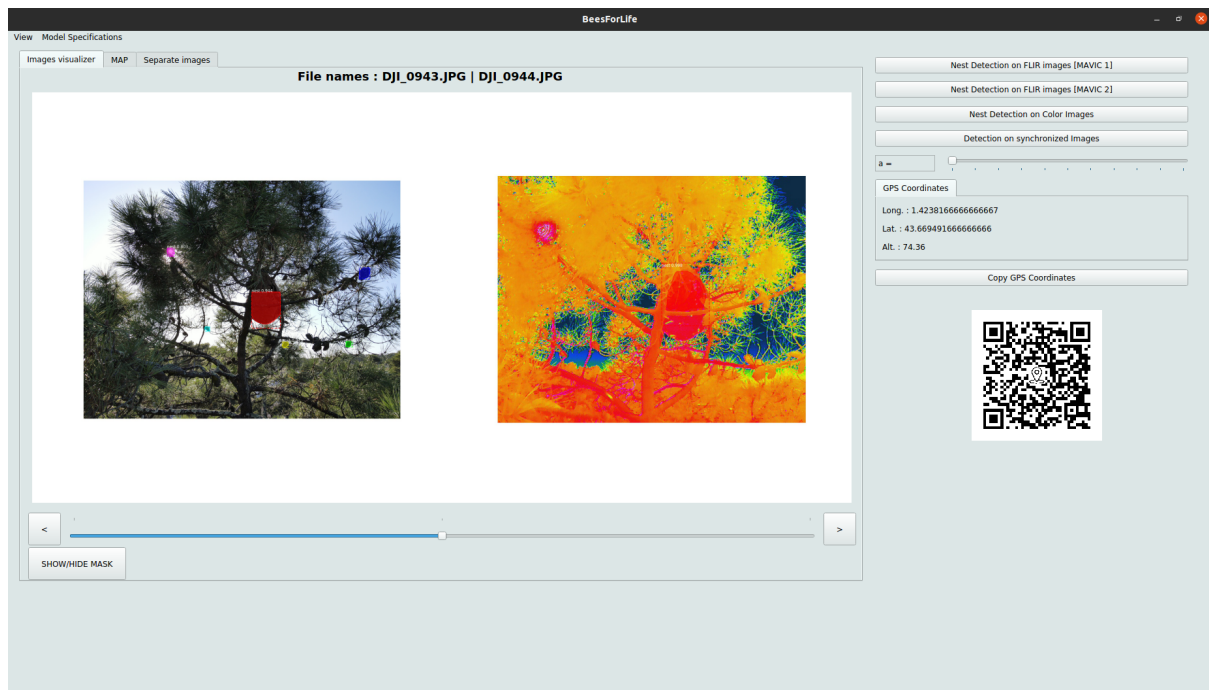 BeesForLife
View Model Specifications
Images visualizer MAP Separate images
File names : DJI_0943.JPG | DJI_0944.JPG
<
>
SHOW/HIDE MASK
Nest Detection on FLIR images [MAVIC 1]
Nest Detection on FLIR images [MAVIC 2]
Nest Detection on Color Images
Detection on synchronized Images
a =
GPS Coordinates
Long. : 1.4238166666666667
Lat. : 43.669491666666666
Alt. : 74.36
Copy GPS Coordinates